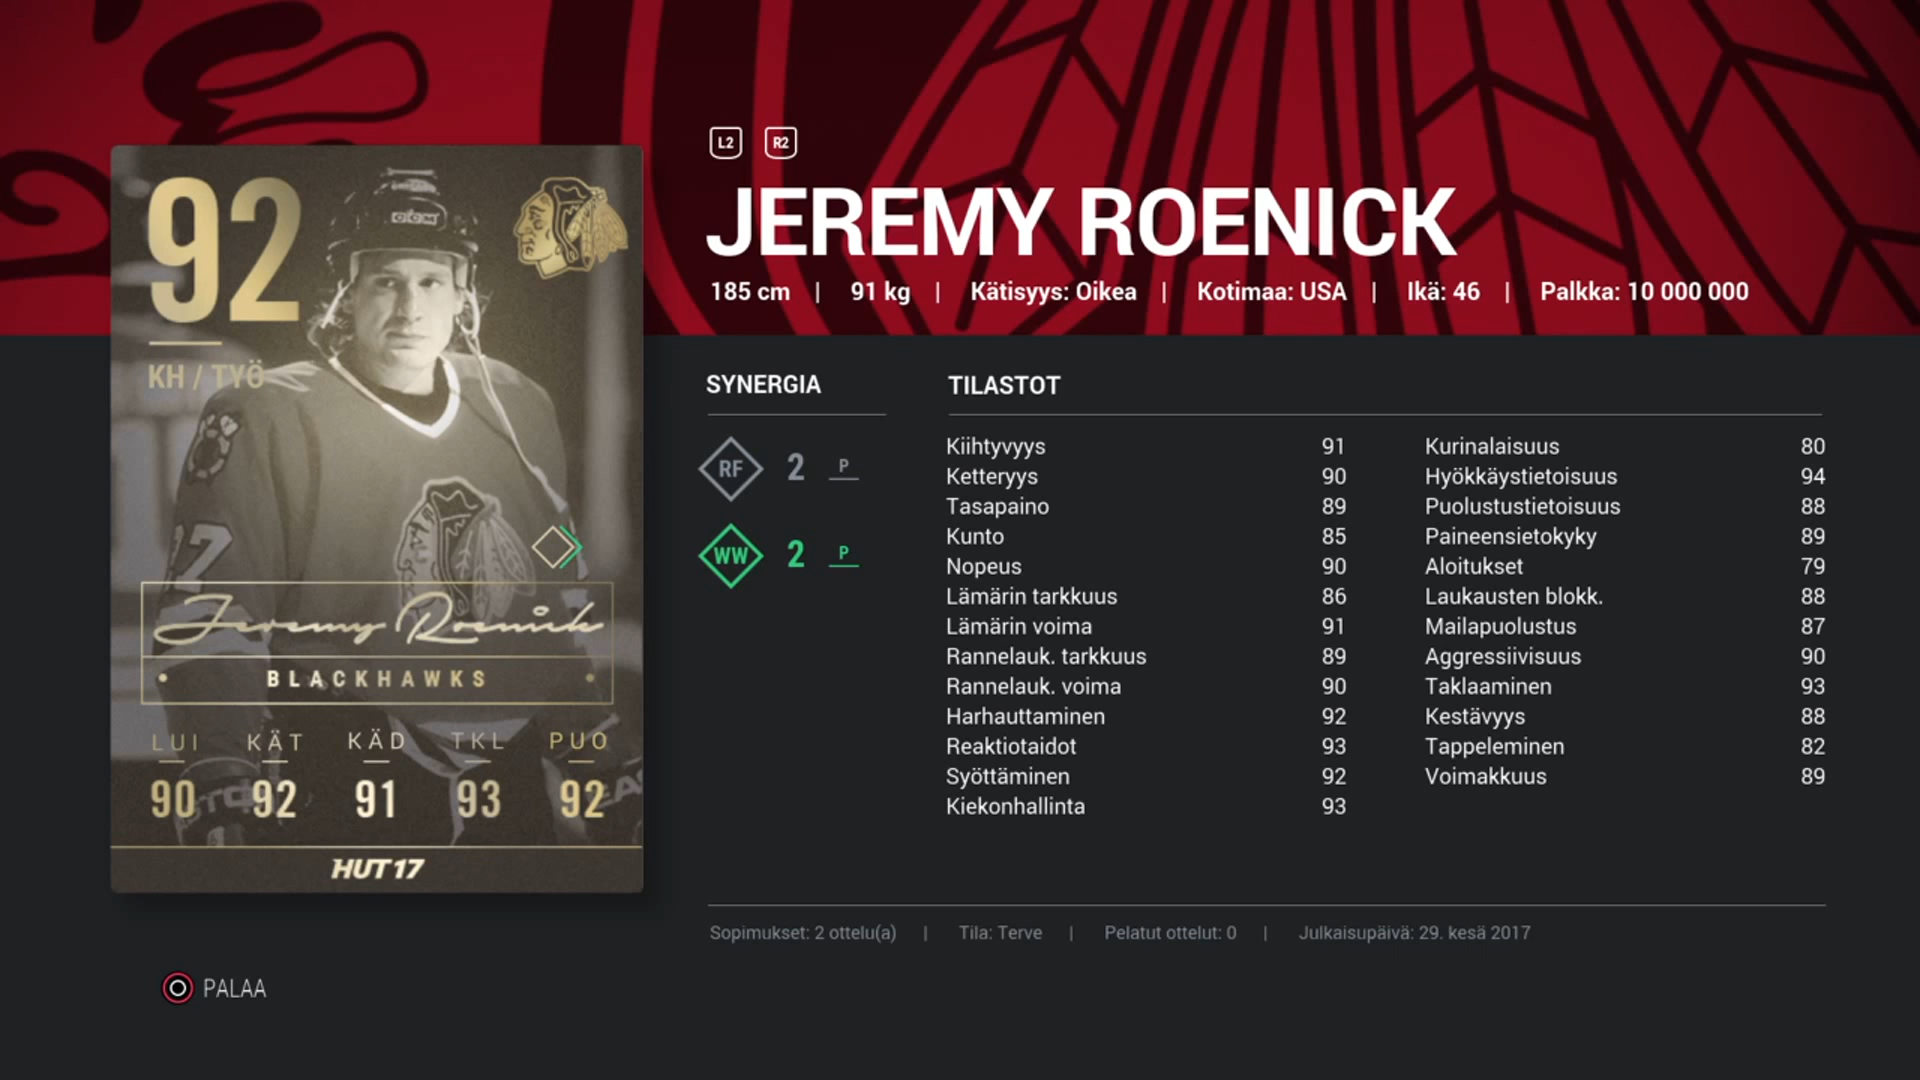 L2 R2
JEREMY ROENICK
185 cm | 91 kg | Kätisyys: Oikea | Kotimaa: USA | Ikä: 46 | Palkka: 10 000 000
92
KH / TYÖ
CCM
7
Jeremy Roenick
• BLACKHAWKS •
LUI KÄT KÄD TKL PUO
90 92 91 93 92
HUT 17
SYNERGIA
RF 2 P
WW 2 P
TILASTOT
Kiihtyvyys 91
Ketteryys 90
Tasapaino 89
Kunto 85
Nopeus 90
Lämärin tarkkuus 86
Lämärin voima 91
Rannelauk. tarkkuus 89
Rannelauk. voima 90
Harhauttaminen 92
Reaktiotaidot 93
Syöttäminen 92
Kiekonhallinta 93
Kurinalaisuus 80
Hyökkäystietoisuus 94
Puolustustietoisuus 88
Paineensietokyky 89
Aloitukset 79
Laukausten blokk. 88
Mailapuolustus 87
Aggressiivisuus 90
Taklaaminen 93
Kestävyys 88
Tappeleminen 82
Voimakkuus 89
Sopimukset: 2 ottelu(a) | Tila: Terve | Pelatut ottelut: 0 | Julkaisupäivä: 29. kesä 2017
PALAA